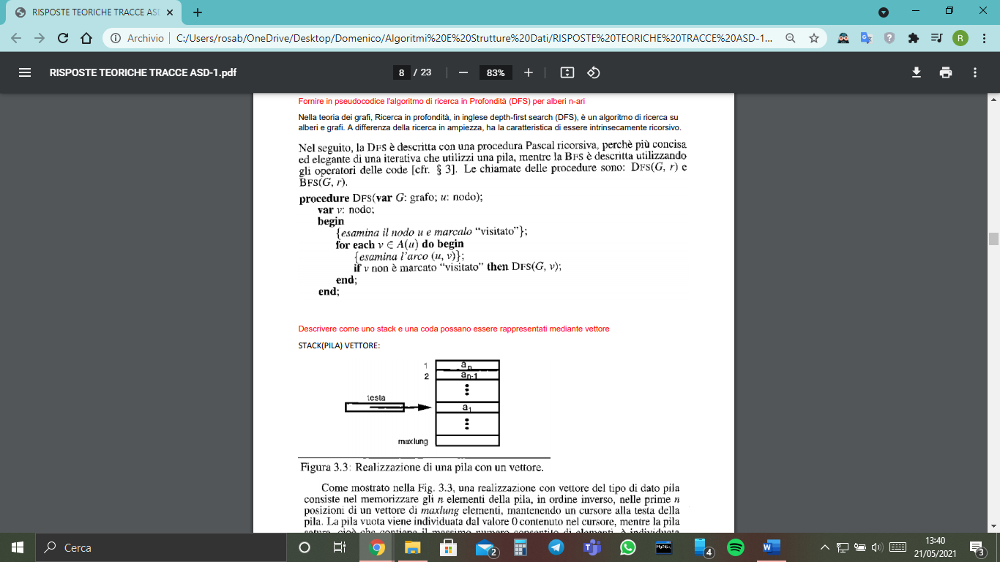 RISPOSTE TEORICHE TRACCE ASD
Archivio
C:/Users/rosab/OneDrive/Desktop/Domenico/Algoritmi%20E%20Strutture%20Dati/RISPOSTE%20TEORICHE%20TRACCE%20ASD-1...
R
RISPOSTE TEORICHE TRACCE ASD-1.pdf
8 / 23
83%
Fornire in pseudocodice l'algoritmo di ricerca in Profondità (DFS) per alberi n-ari
Nella teoria dei grafi, Ricerca in profondità, in inglese depth-first search (DFS), è un algoritmo di ricerca su
alberi e grafi. A differenza della ricerca in ampiezza, ha la caratteristica di essere intrinsecamente ricorsivo.
Nel seguito, la DFS è descritta con una procedura Pascal ricorsiva, perchè più concisa
ed elegante di una iterativa che utilizzi una pila, mentre la BFS è descritta utilizzando
gli operatori delle code [cfr. § 3]. Le chiamate delle procedure sono: DFS(G, r) e
BFS(G, r).
procedure DFS(var G: grafo; u: nodo);
var v: nodo;
begin
{esamina il nodo u e marcalo “visitato”};
for each v ∈ A(u) do begin
{esamina l'arco (u, v)};
if v non è marcato “visitato” then DFS(G, v);
end;
end;
Descrivere come uno stack e una coda possano essere rappresentati mediante vettore
STACK(PILA) VETTORE:
1 aₙ
2 aₙ₋₁
testa
a₁
maxlung
Figura 3.3: Realizzazione di una pila con un vettore.
Come mostrato nella Fig. 3.3, una realizzazione con vettore del tipo di dato pila
consiste nel memorizzare gli n elementi della pila, in ordine inverso, nelle prime n
posizioni di un vettore di maxlung elementi, mantenendo un cursore alla testa della
pila. La pila vuota viene individuata dal valore 0 contenuto nel cursore, mentre la pila
Cerca
2
MySQL
4
13:40
21/05/2021
3